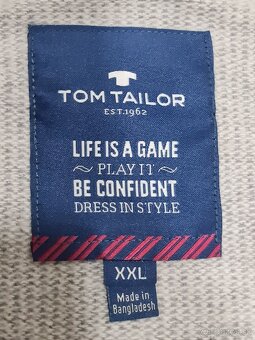 TOM TAILOR
EST.1962
LIFE IS A GAME
~ PLAY IT ~
BE CONFIDENT
DRESS IN STYLE
XXL
Made in
Bangladesh